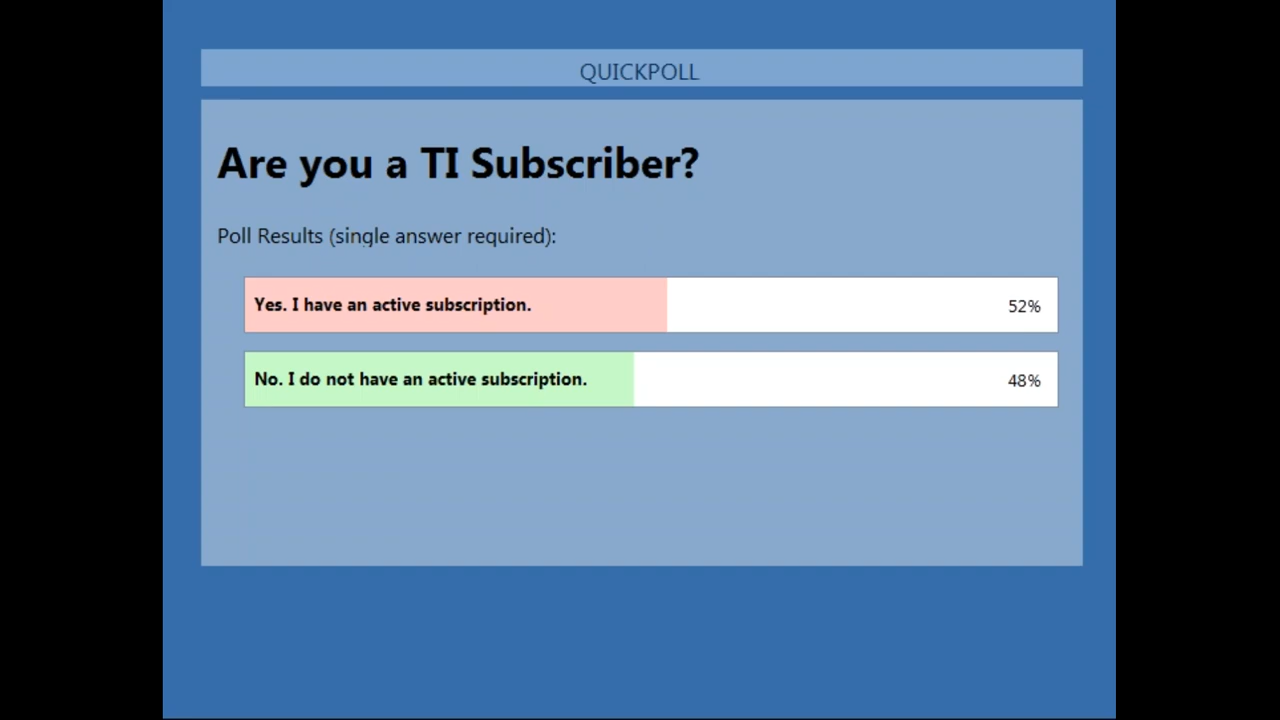 QUICKPOLL
Are you a TI Subscriber?
Poll Results (single answer required):
Yes. I have an active subscription. 52%
No. I do not have an active subscription. 48%